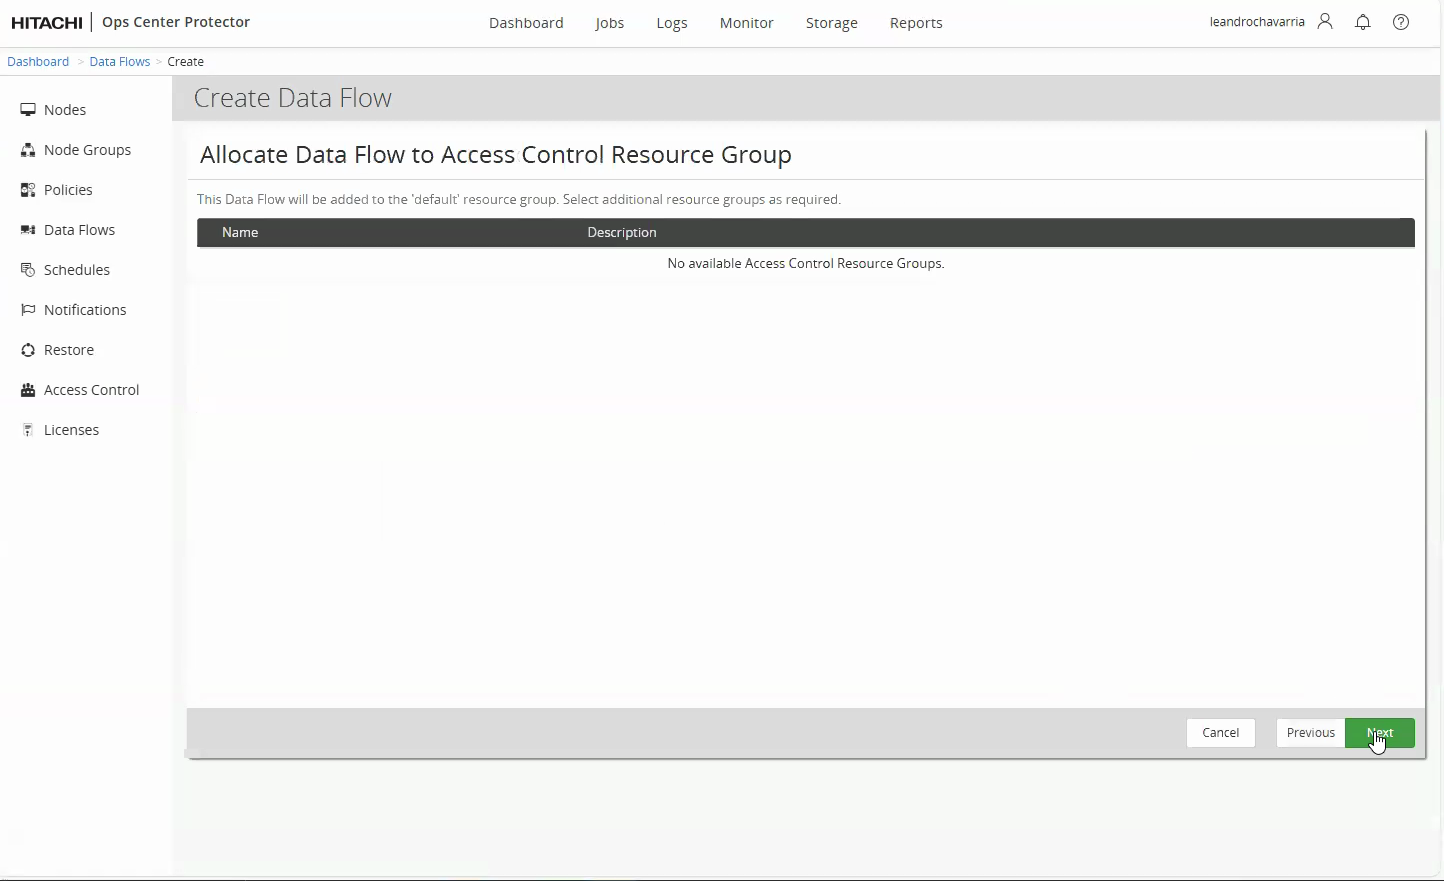 HITACHI Ops Center Protector
Dashboard Jobs Logs Monitor Storage Reports
leandrochavarria
Dashboard > Data Flows > Create
Nodes
Node Groups
Policies
Data Flows
Schedules
Notifications
Restore
Access Control
Licenses
Create Data Flow
Allocate Data Flow to Access Control Resource Group
This Data Flow will be added to the 'default' resource group. Select additional resource groups as required.
Name Description
No available Access Control Resource Groups.
Cancel Previous Next